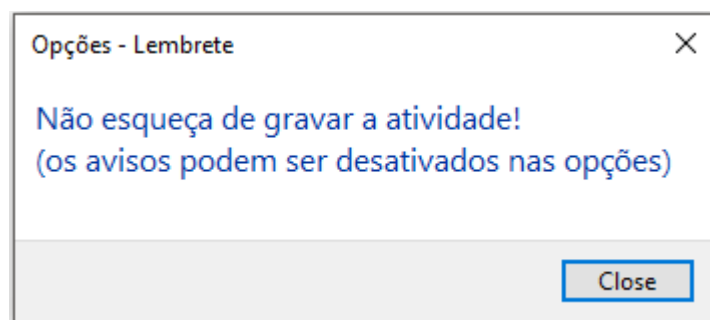 Opções - Lembrete
Não esqueça de gravar a atividade!
(os avisos podem ser desativados nas opções)
Close